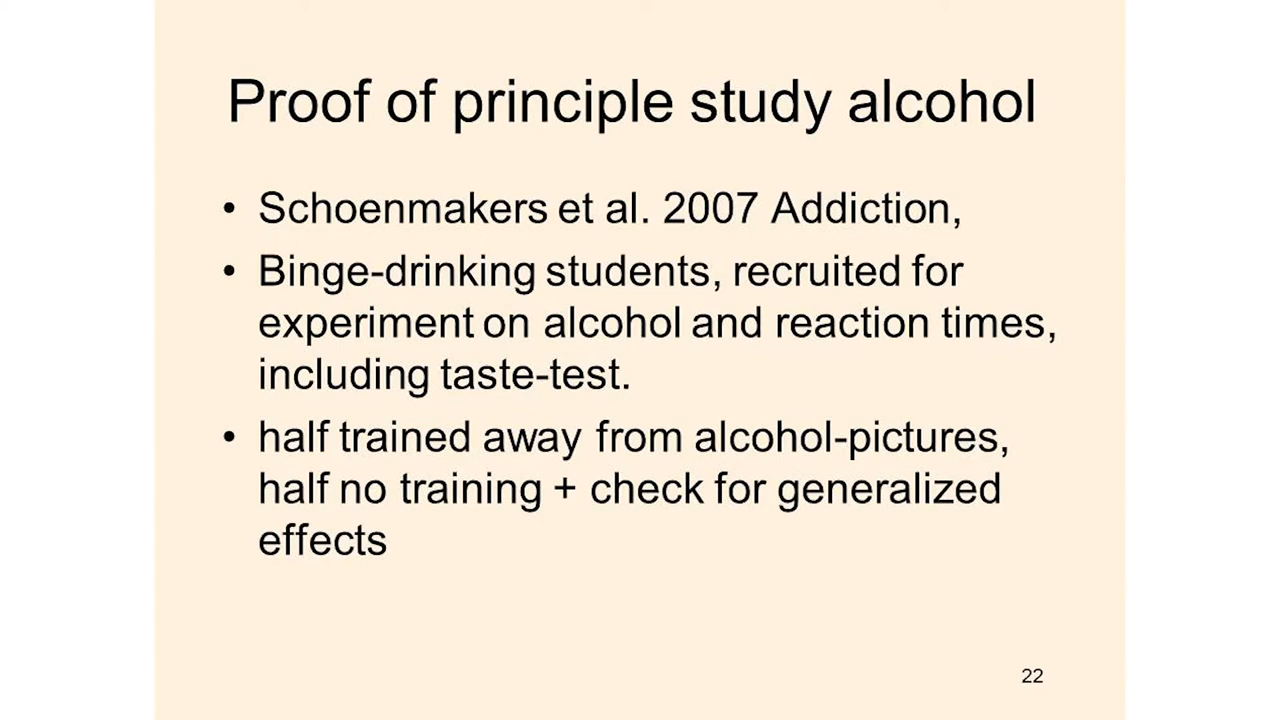 Proof of principle study alcohol
• Schoenmakers et al. 2007 Addiction,
• Binge-drinking students, recruited for
experiment on alcohol and reaction times,
including taste-test.
• half trained away from alcohol-pictures,
half no training + check for generalized
effects
22